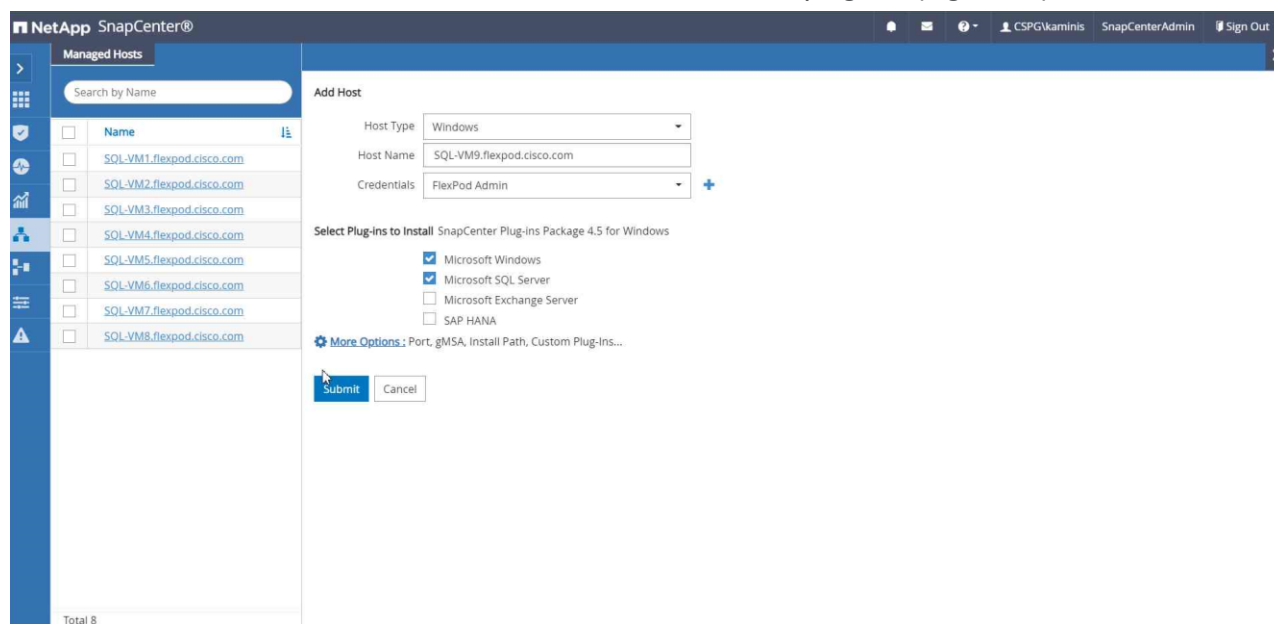 NetApp SnapCenter®
CSPG\kaminis SnapCenterAdmin Sign Out
Managed Hosts
Search by Name
Name
SQL-VM1.flexpod.cisco.com
SQL-VM2.flexpod.cisco.com
SQL-VM3.flexpod.cisco.com
SQL-VM4.flexpod.cisco.com
SQL-VM5.flexpod.cisco.com
SQL-VM6.flexpod.cisco.com
SQL-VM7.flexpod.cisco.com
SQL-VM8.flexpod.cisco.com
Total 8
Add Host
Host Type Windows
Host Name SQL-VM9.flexpod.cisco.com
Credentials FlexPod Admin
Select Plug-ins to Install SnapCenter Plug-ins Package 4.5 for Windows
Microsoft Windows
Microsoft SQL Server
Microsoft Exchange Server
SAP HANA
More Options : Port, gMSA, Install Path, Custom Plug-Ins...
Submit Cancel